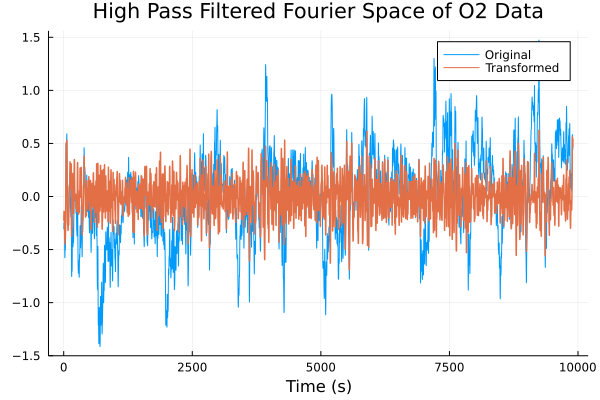 High Pass Filtered Fourier Space of O2 Data
Original
Transformed
1.5
1.0
0.5
0.0
−0.5
−1.0
−1.5
0 2500 5000 7500 10000
Time (s)